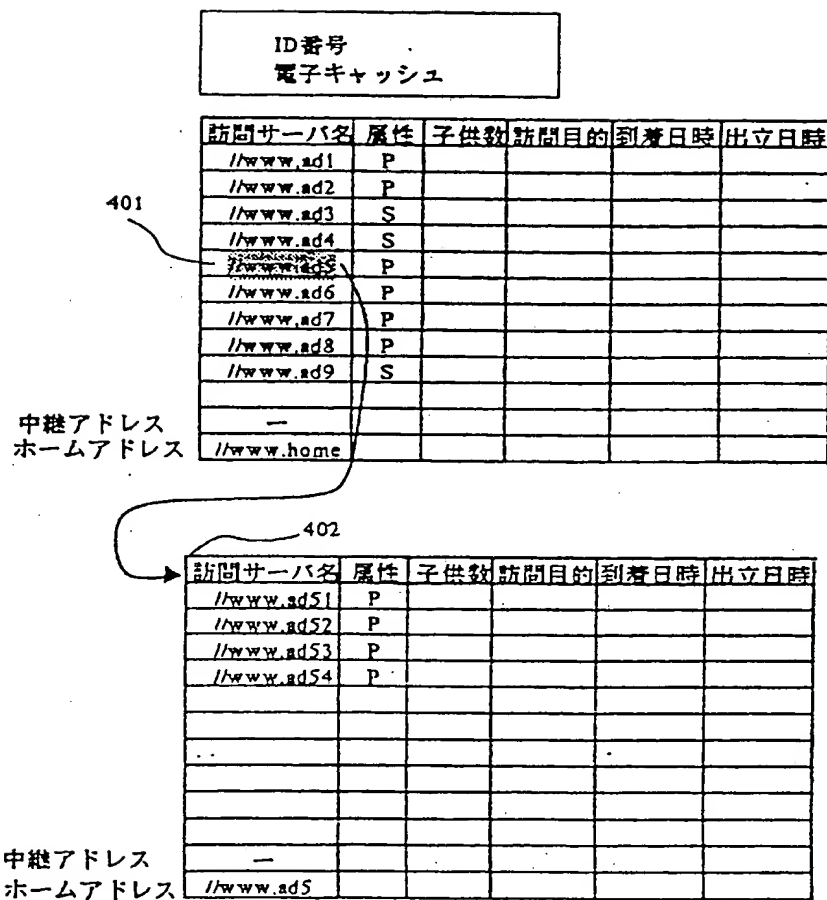 ID番号
電子キャッシュ
訪問サーバ名 属性 子供数 訪問目的 到着日時 出立日時
//www.ad1 P
//www.ad2 P
401
//www.ad3 S
//www.ad4 S
//www.ad5 P
//www.ad6 P
//www.ad7 P
//www.ad8 P
//www.ad9 S
中継アドレス ー
ホームアドレス //www.home
402
訪問サーバ名 属性 子供数 訪問目的 到着日時 出立日時
//www.ad51 P
//www.ad52 P
//www.ad53 P
//www.ad54 P
中継アドレス ー
ホームアドレス //www.ad5